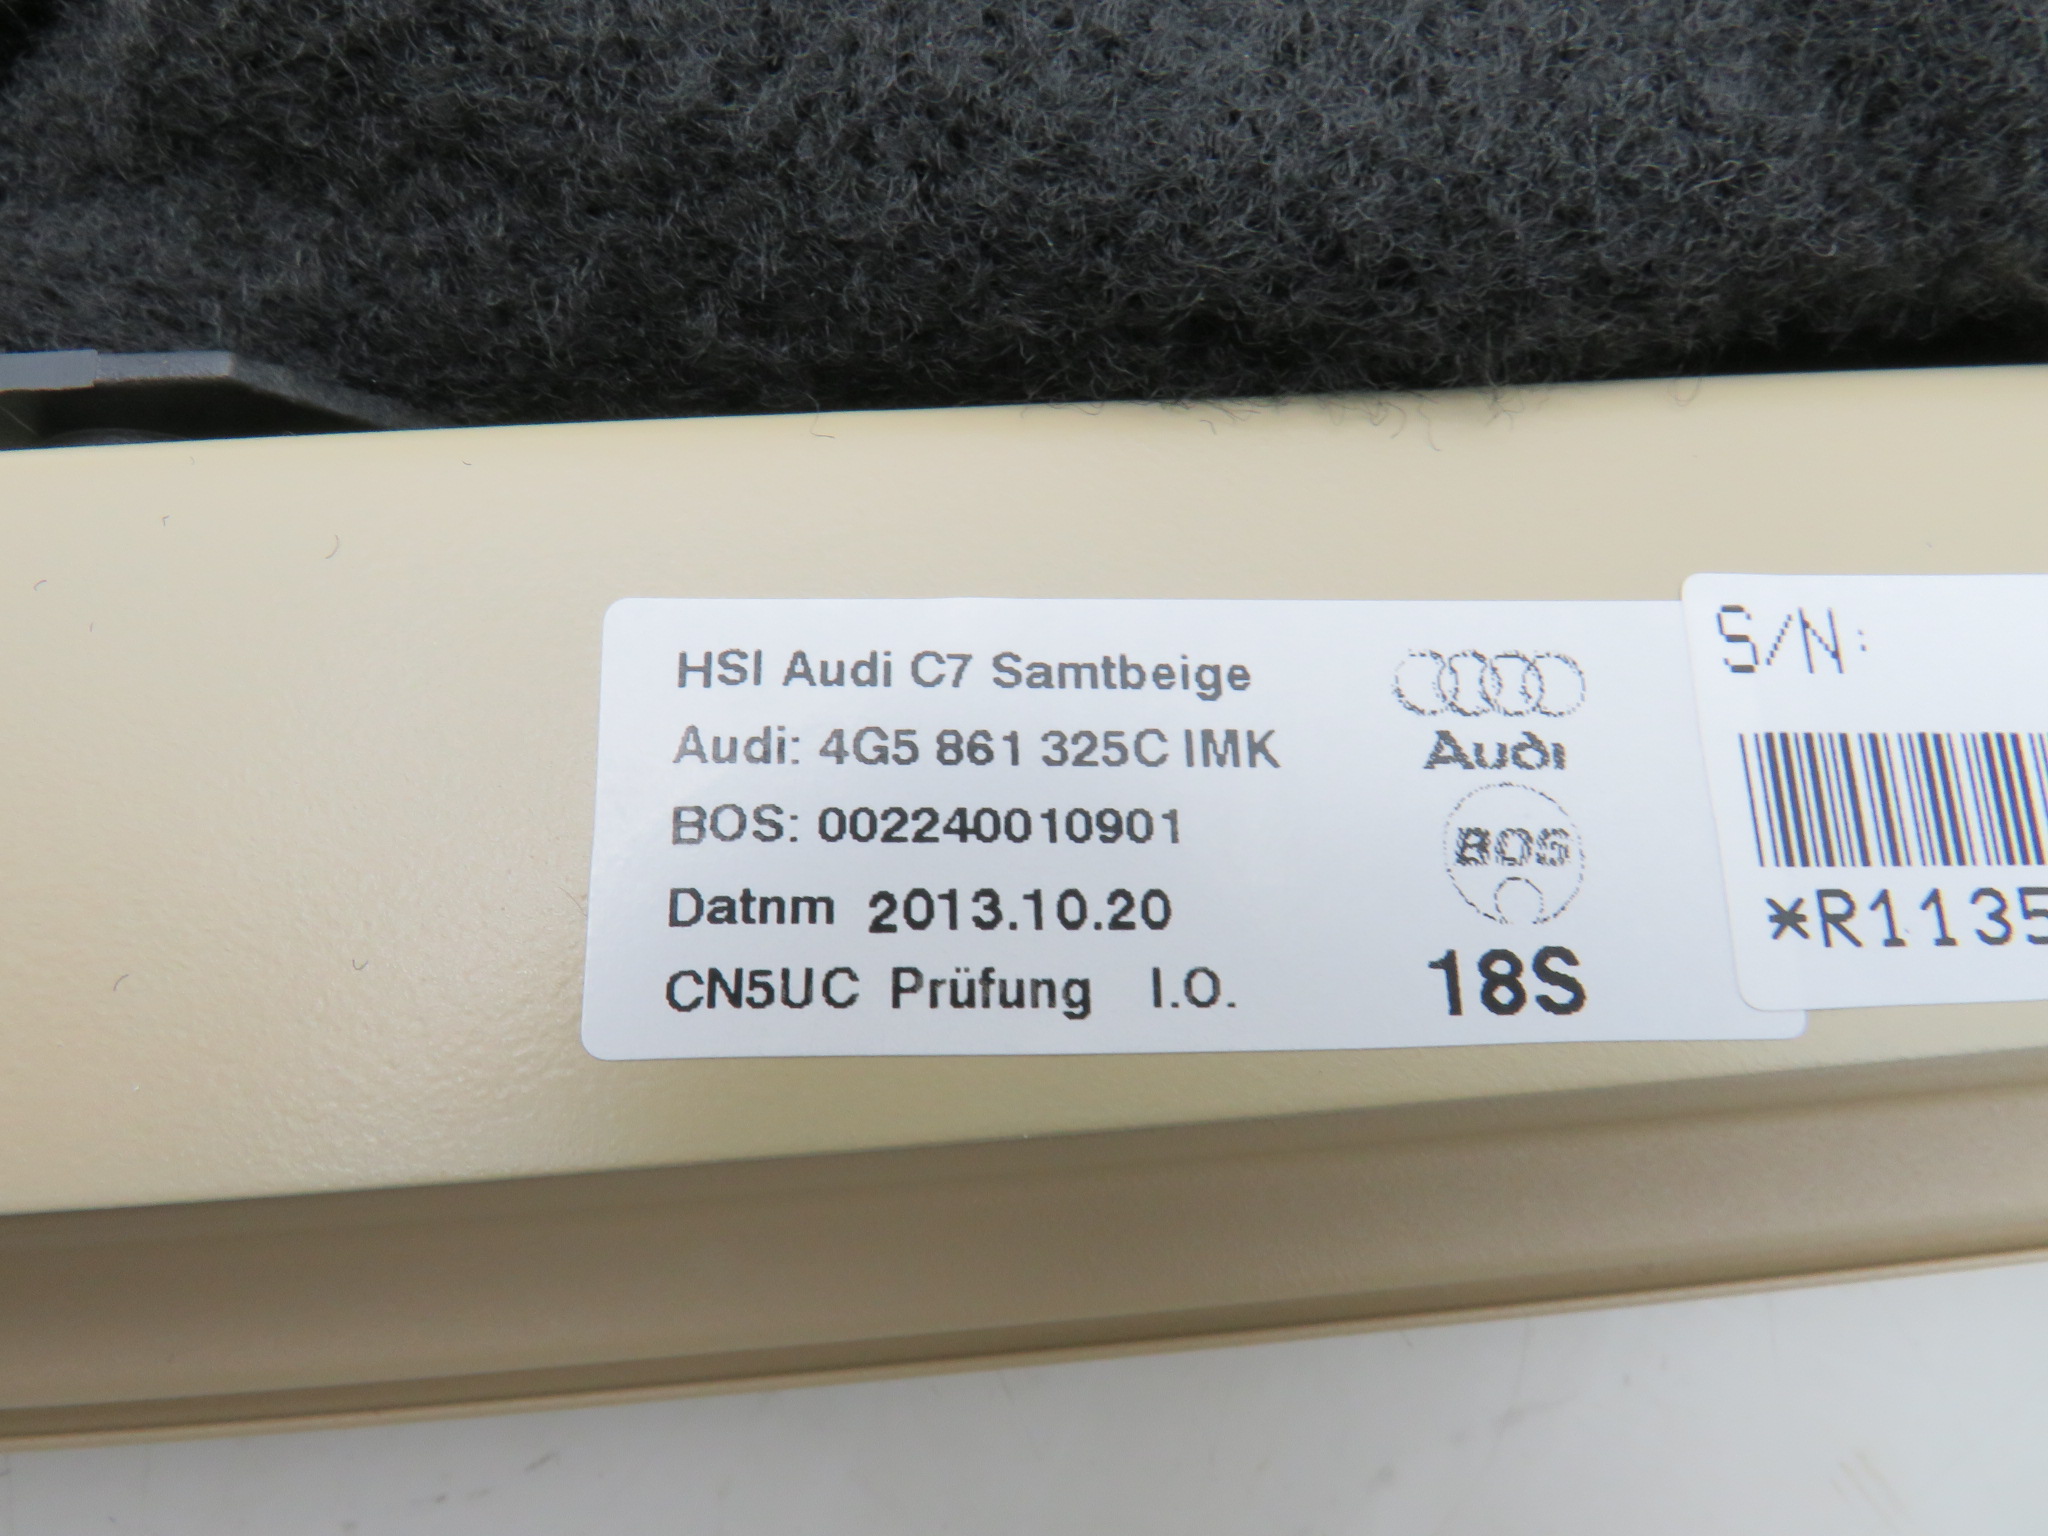 HSI Audi C7 Samtbeige
Audi: 4G5 861 325C IMK
BOS: 002240010901
Datnm 2013.10.20
CN5UC Prüfung I.O.
Audi
BOS
18S
S/N:
*R1135